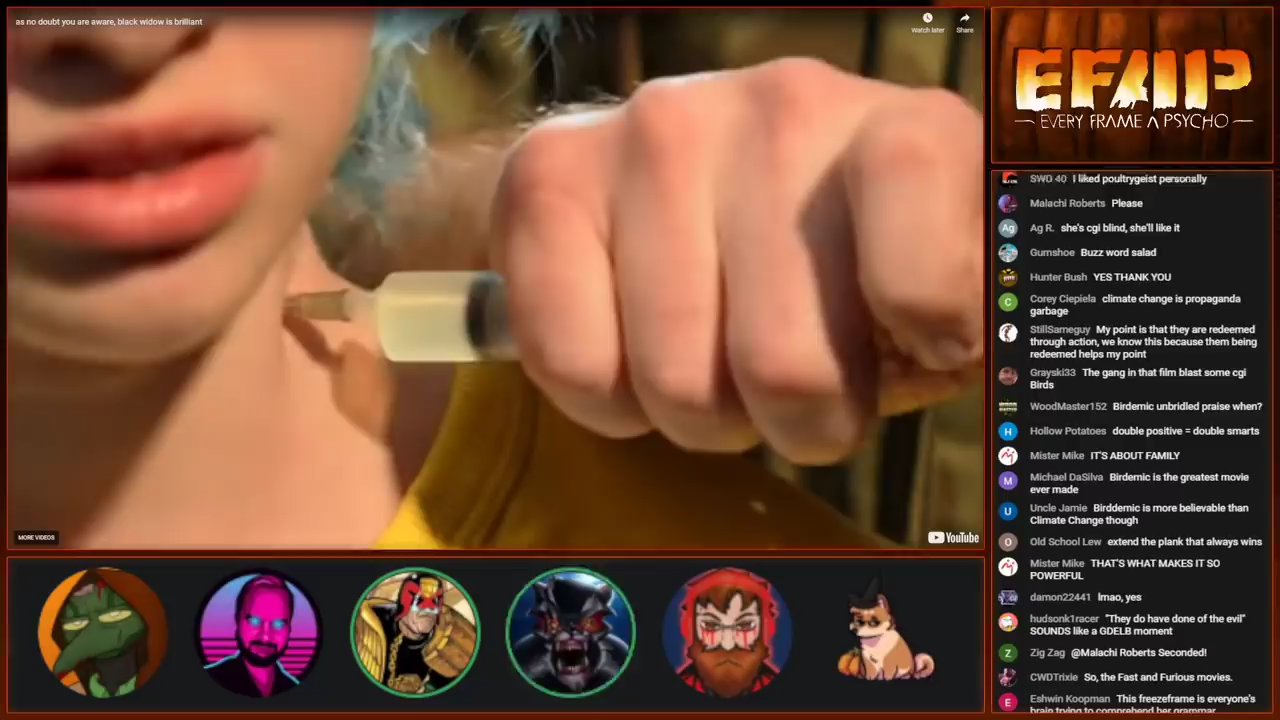 as no doubt you are aware, black widow is brilliant
Watch later
Share
MORE VIDEOS
YouTube
EFAP
EVERY FRAME A PSYCHO
SWD 40 I liked poultrygeist personally
Malachi Roberts Please
Ag
Ag R. she's cgi blind, she'll like it
Gumshoe Buzz word salad
Hunter Bush YES THANK YOU
C
Corey Ciepiela climate change is propaganda
garbage
StillSameguy My point is that they are redeemed
through action, we know this because them being
redeemed helps my point
Grayski33 The gang in that film blast some cgi
Birds
WoodMaster152 Birdemic unbridled praise when?
H
Hollow Potatoes double positive = double smarts
Mister Mike IT'S ABOUT FAMILY
M
Michael DaSilva Birdemic is the greatest movie
ever made
U
Uncle Jamie Birddemic is more believable than
Climate Change though
O
Old School Lew extend the plank that always wins
Mister Mike THAT'S WHAT MAKES IT SO
POWERFUL
damon22441 lmao, yes
hudsonk1racer "They do have done of the evil"
SOUNDS like a GDELB moment
Z
Zig Zag @Malachi Roberts Seconded!
CWDTrixie So, the Fast and Furious movies.
E
Eshwin Koopman This freezeframe is everyone's
brain trying to comprehend her grammar